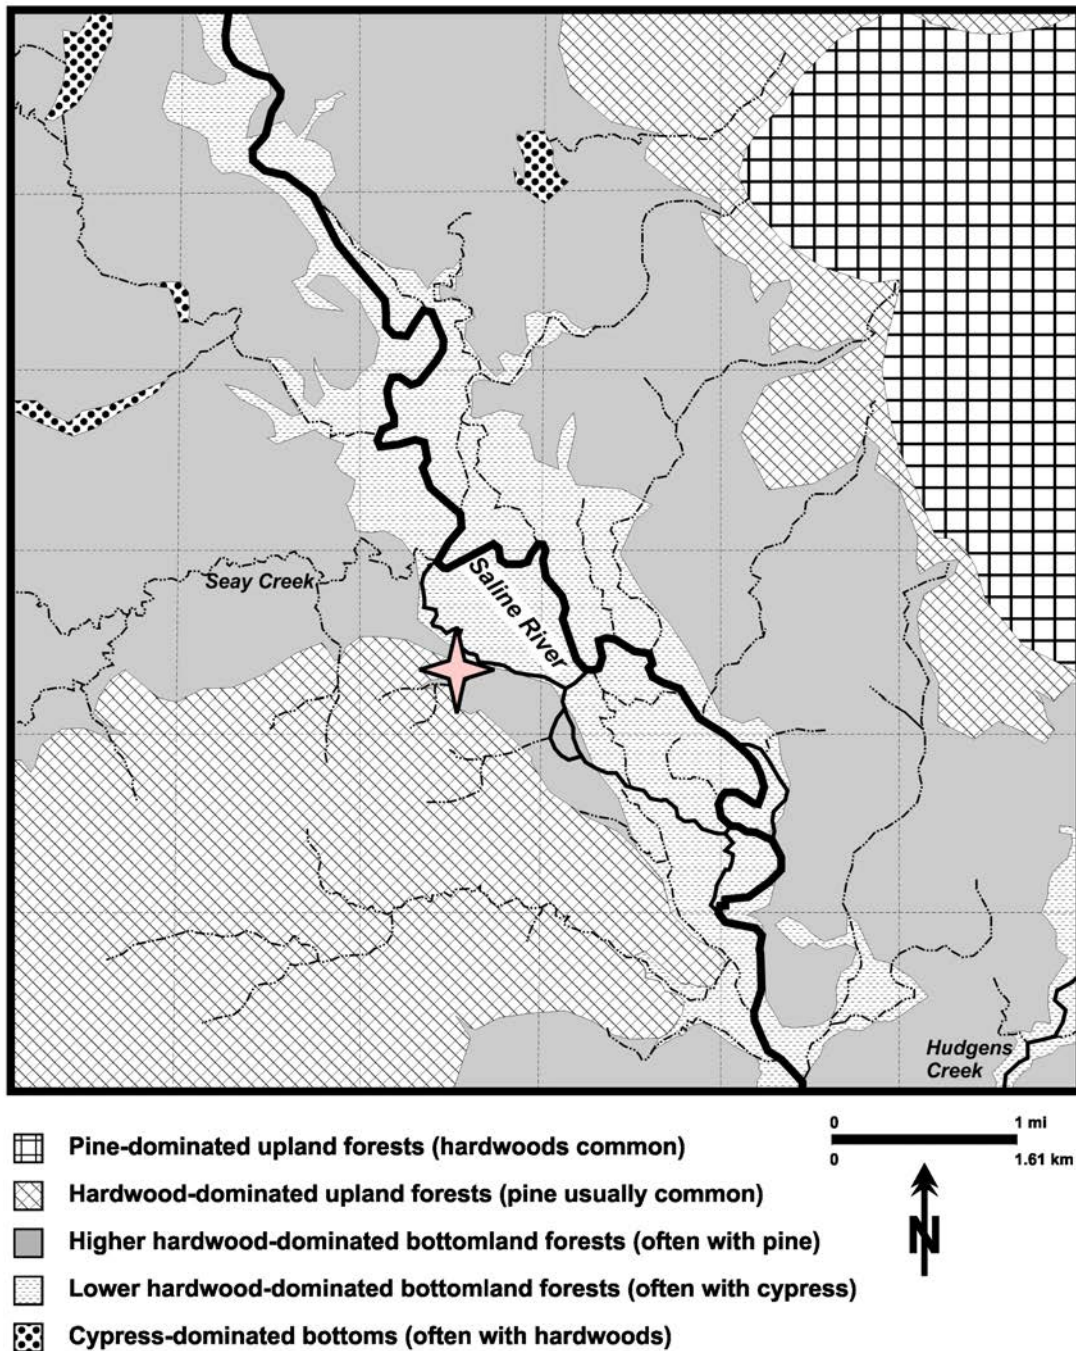 Seay Creek
Saline River
Hudgens
Creek
0 1 mi
0 1.61 km
N
Pine-dominated upland forests (hardwoods common)
Hardwood-dominated upland forests (pine usually common)
Higher hardwood-dominated bottomland forests (often with pine)
Lower hardwood-dominated bottomland forests (often with cypress)
Cypress-dominated bottoms (often with hardwoods)